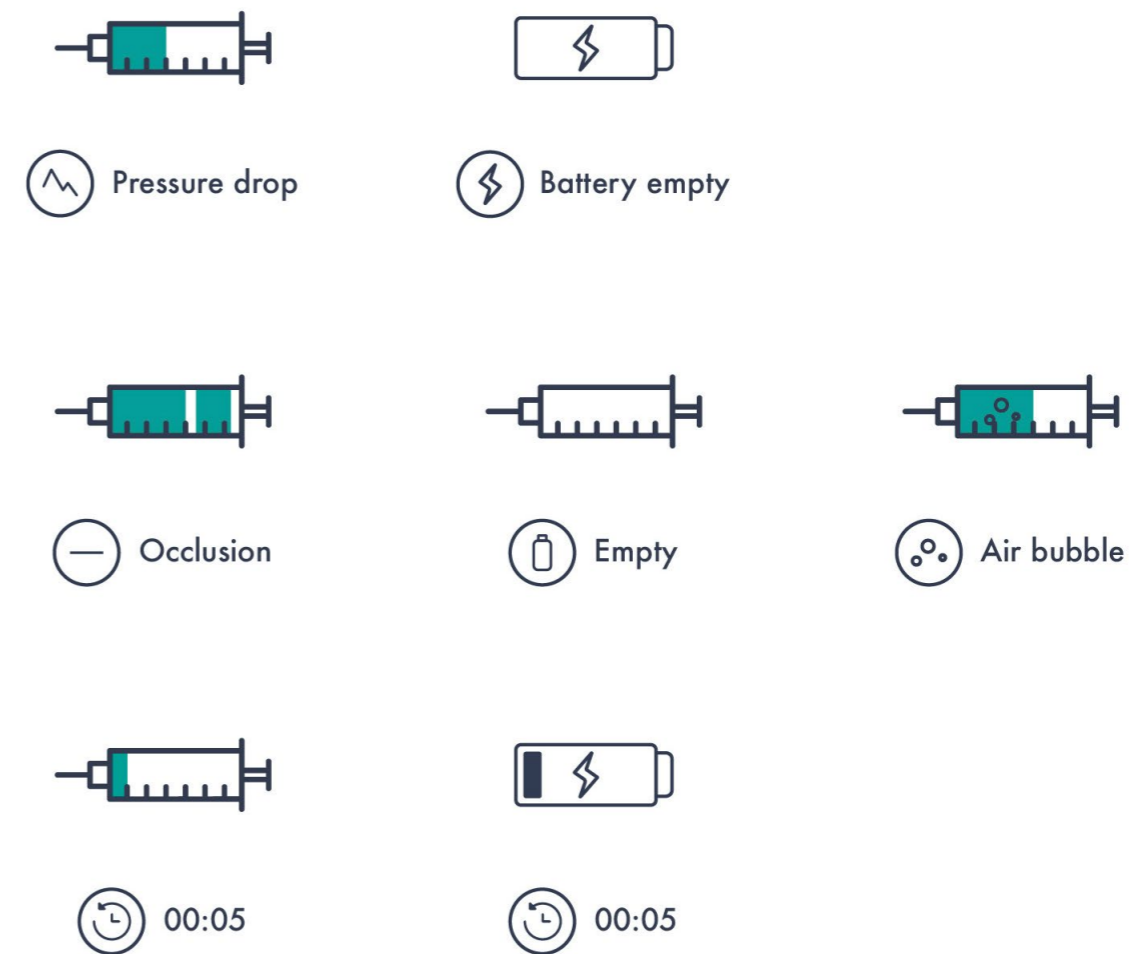 Pressure drop
Battery empty
Occlusion
Empty
Air bubble
00:05
00:05